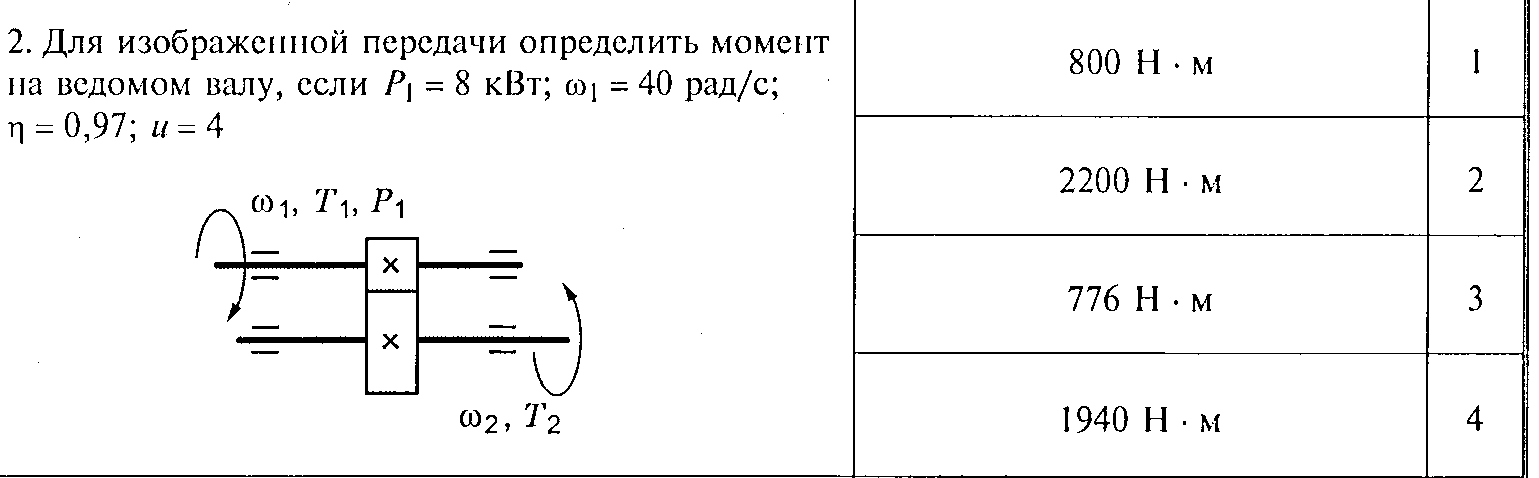 2. Для изображенной передачи определить момент
на ведомом валу, если P₁ = 8 кВт; ω₁ = 40 рад/с;
η = 0,97; u = 4
ω₁, T₁, P₁
ω₂, T₂
800 Н · м
1
2200 Н · м
2
776 Н · м
3
1940 Н · м
4